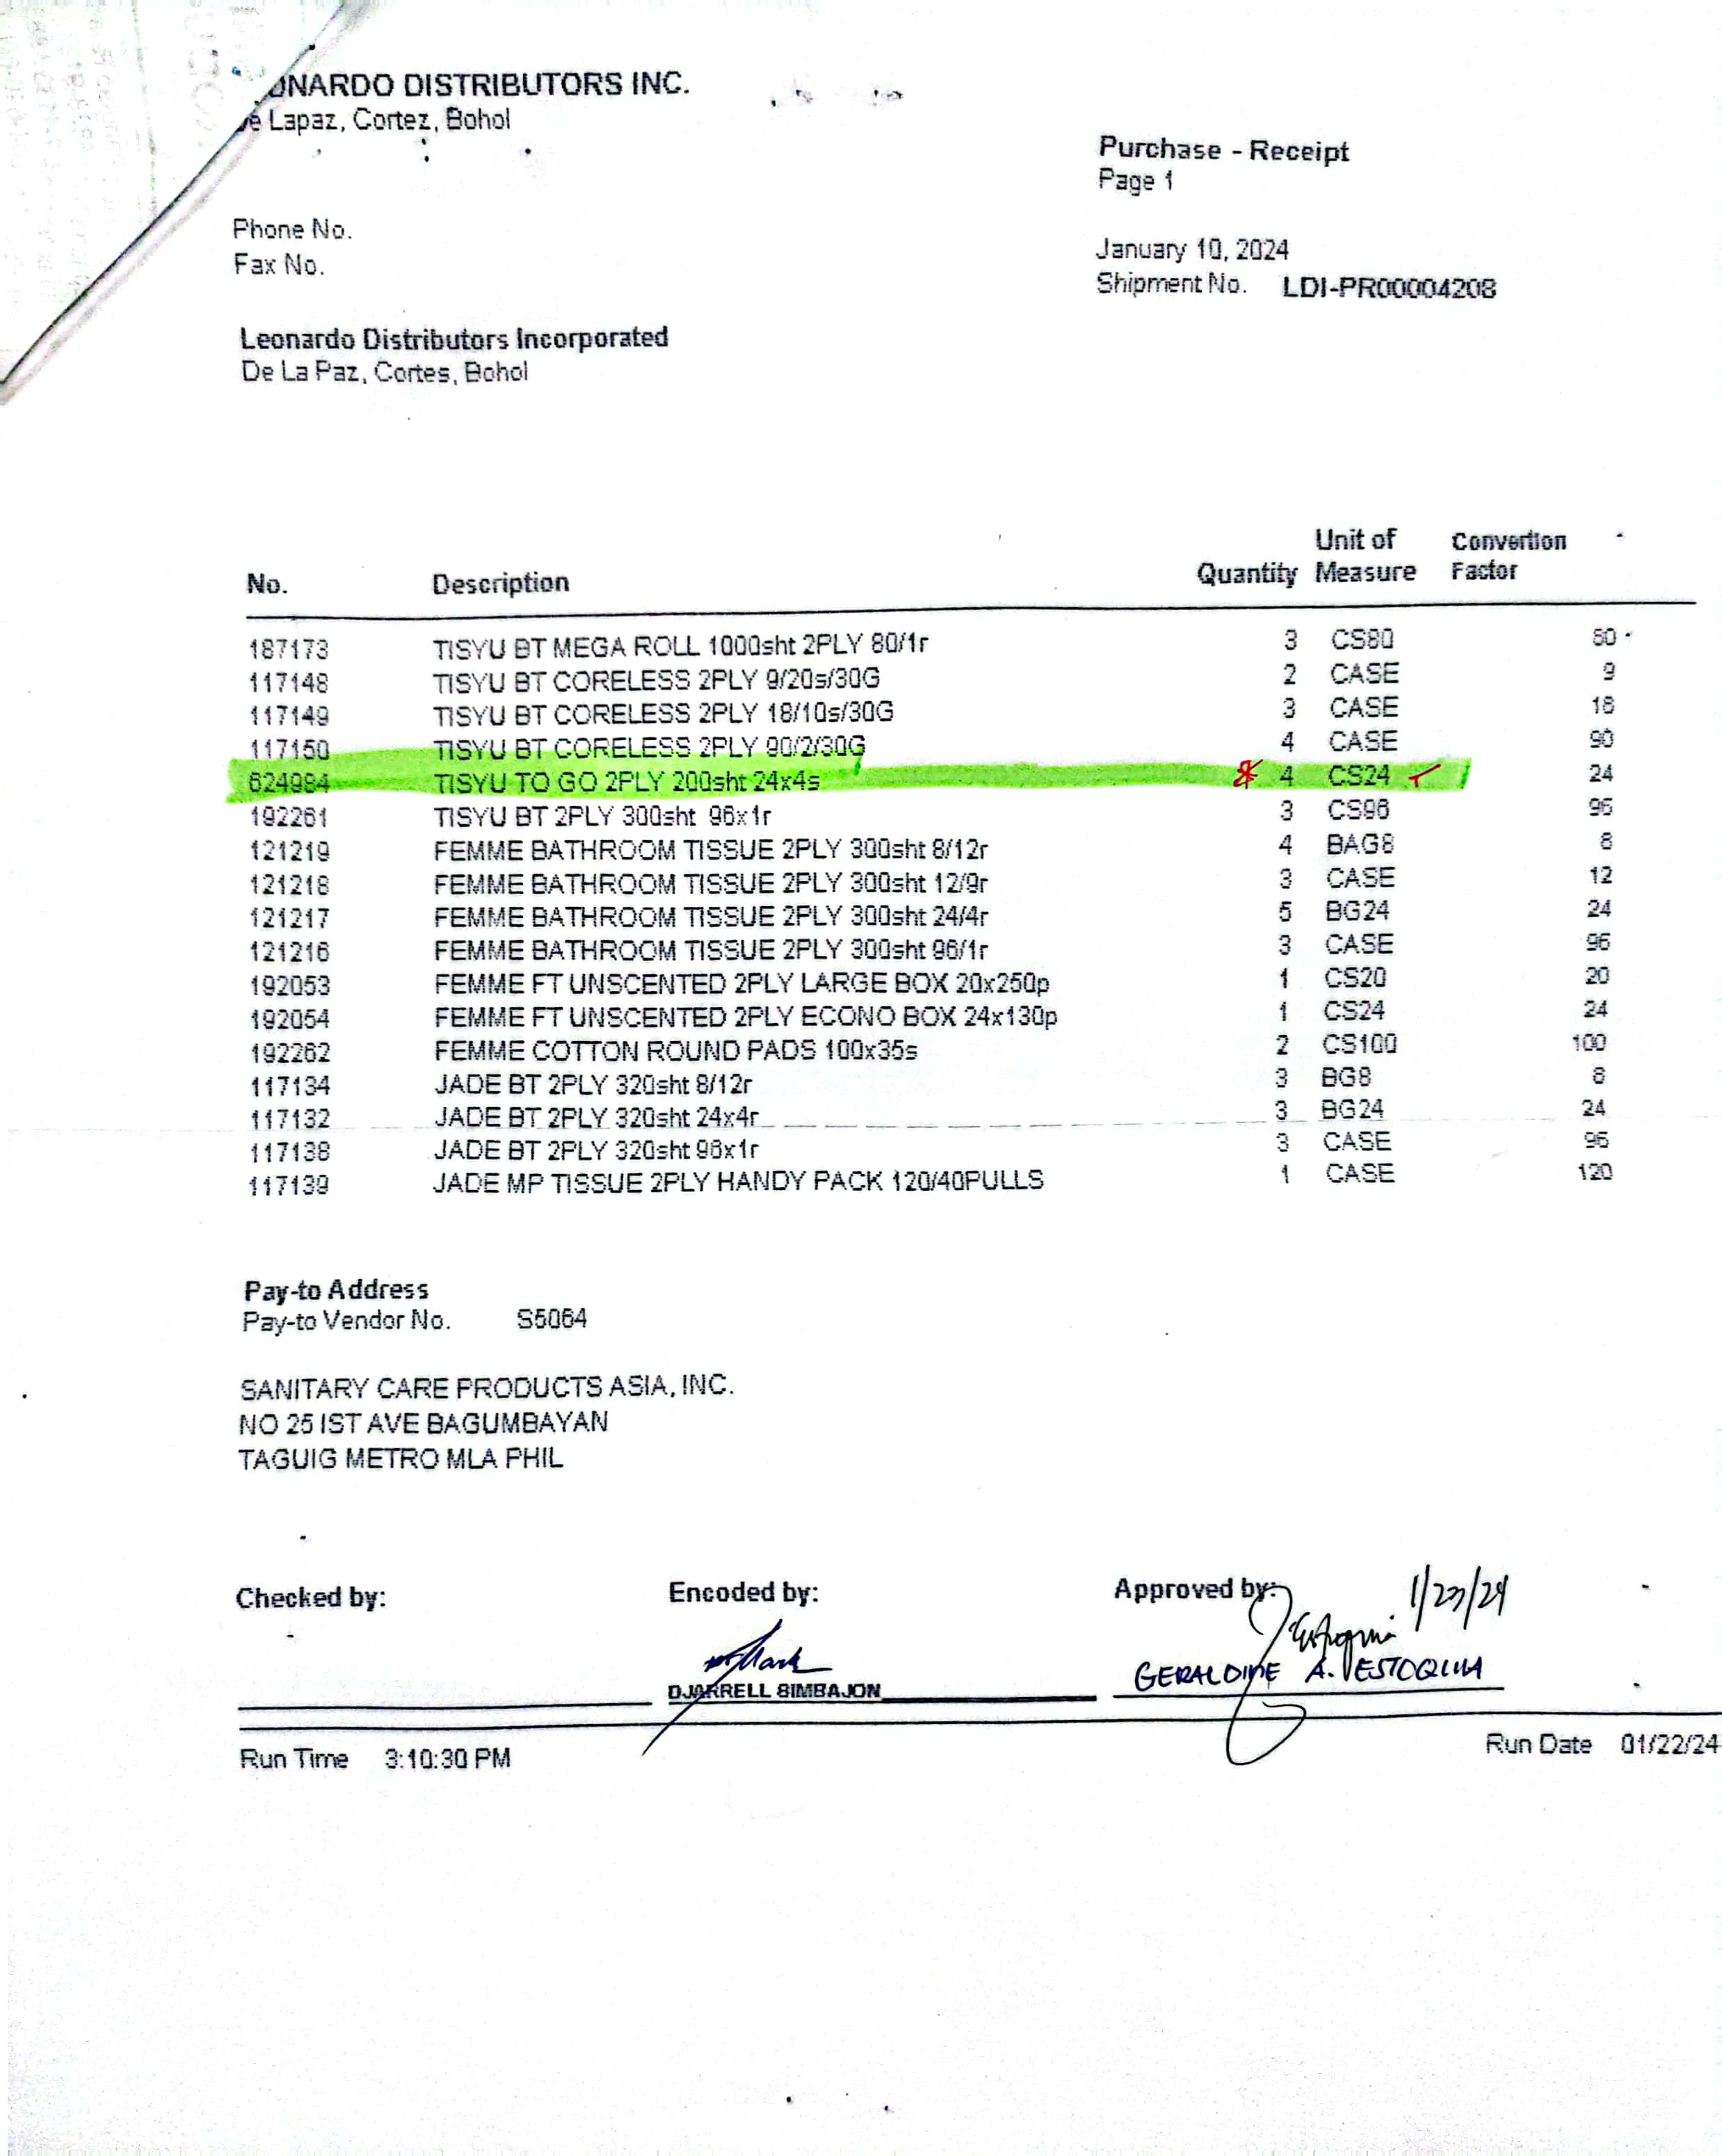 ONARDO DISTRIBUTORS INC.
e Lapaz, Cortez, Bohol
Purchase - Receipt
Page 1
Phone No.
Fax No.
January 10, 2024
Shipment No. LDI-PR00004208
Leonardo Distributors Incorporated
De La Paz, Cortes, Bohol
No. Description Quantity Unit of Measure Convertion Factor
187173 TISYU BT MEGA ROLL 1000sht 2PLY 80/1r 3 CS80 80
117148 TISYU BT CORELESS 2PLY 9/20s/30G 2 CASE 9
117149 TISYU BT CORELESS 2PLY 18/10s/30G 3 CASE 18
117150 TISYU BT CORELESS 2PLY 90/2/30G 4 CASE 90
624984 TISYU TO GO 2PLY 200sht 24x4s 4 CS24 24
192261 TISYU BT 2PLY 300sht 96x1r 3 CS96 96
121219 FEMME BATHROOM TISSUE 2PLY 300sht 8/12r 4 BAG8 8
121218 FEMME BATHROOM TISSUE 2PLY 300sht 12/9r 3 CASE 12
121217 FEMME BATHROOM TISSUE 2PLY 300sht 24/4r 5 BG24 24
121216 FEMME BATHROOM TISSUE 2PLY 300sht 96/1r 3 CASE 96
192053 FEMME FT UNSCENTED 2PLY LARGE BOX 20x250p 1 CS20 20
192054 FEMME FT UNSCENTED 2PLY ECONO BOX 24x130p 1 CS24 24
192262 FEMME COTTON ROUND PADS 100x35s 2 CS100 100
117134 JADE BT 2PLY 320sht 8/12r 3 BG8 8
117132 JADE BT 2PLY 320sht 24x4r 3 BG24 24
117138 JADE BT 2PLY 320sht 96x1r 3 CASE 96
117139 JADE MP TISSUE 2PLY HANDY PACK 120/40PULLS 1 CASE 120
Pay-to Address
Pay-to Vendor No. S5064
SANITARY CARE PRODUCTS ASIA, INC.
NO 25 IST AVE BAGUMBAYAN
TAGUIG METRO MLA PHIL
Checked by: Encoded by: Approved by:
DJARRELL BIMBAJON GERALDINE A.
Run Time 3:10:30 PM Run Date 01/22/24